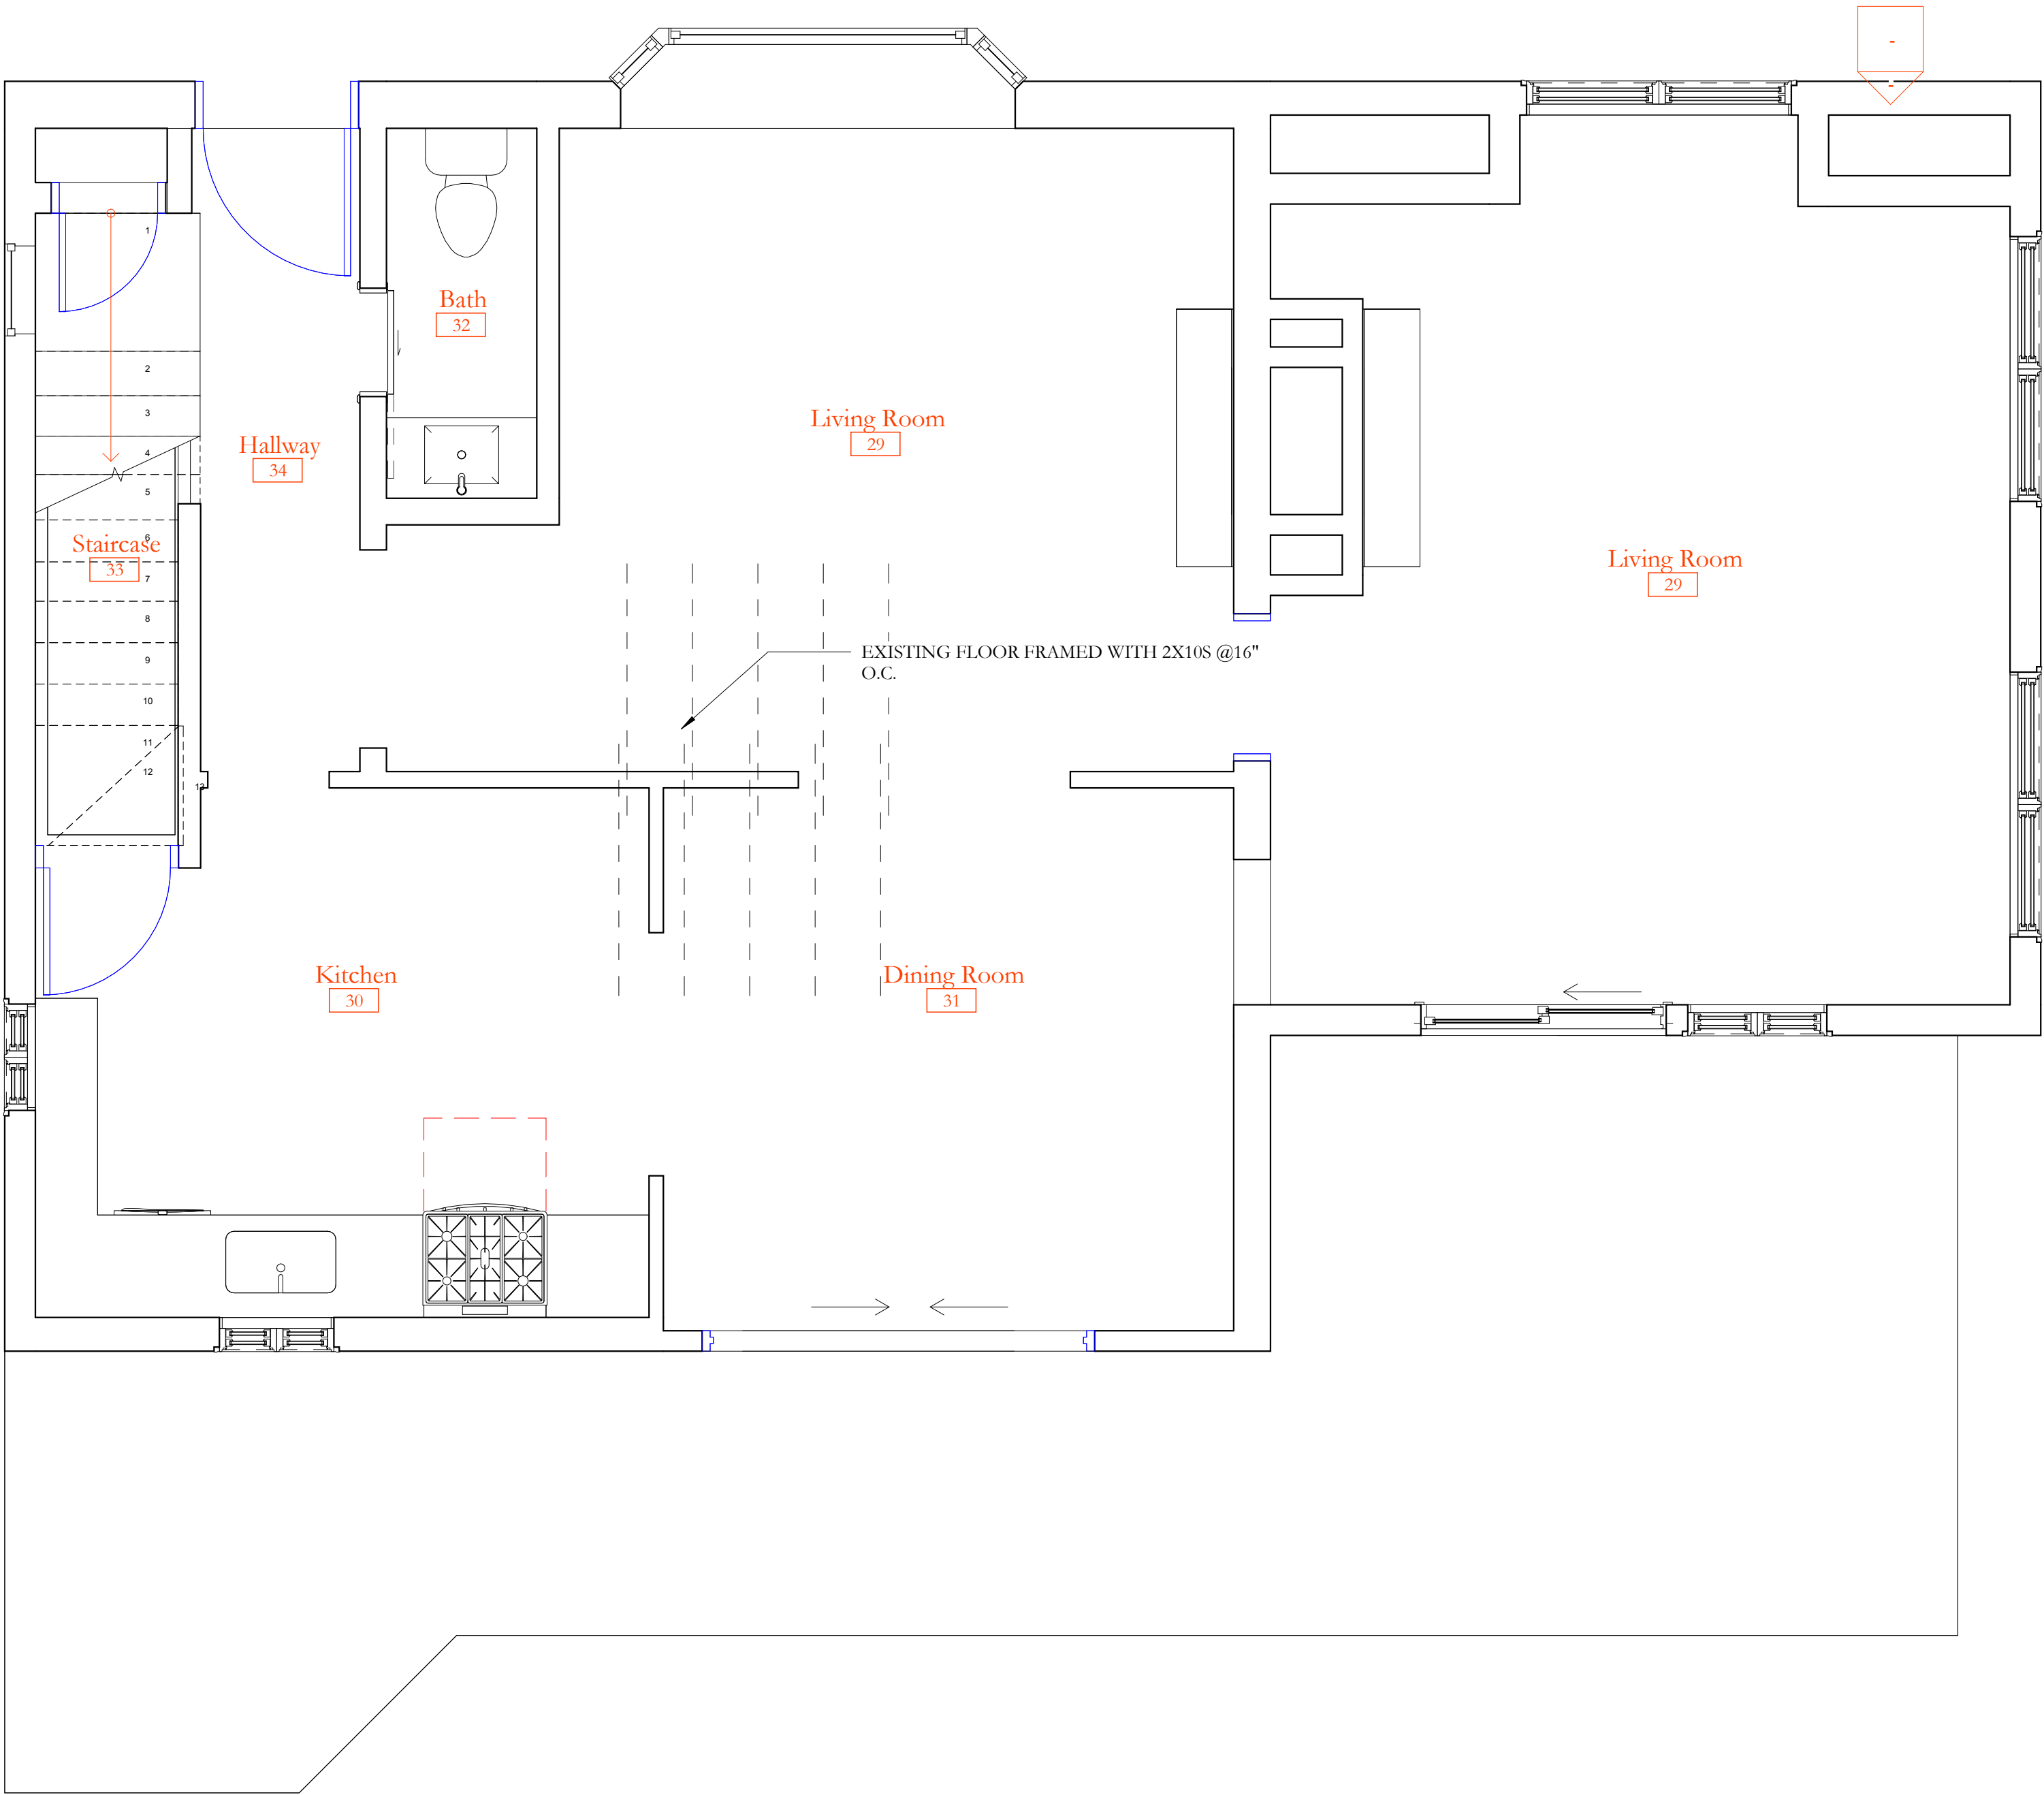 -
-
1
Bath
32
2
3
Living Room
29
Hallway
34
4
5
Staircase
33
6
7
8
9
10
11
12
13
Living Room
29
EXISTING FLOOR FRAMED WITH 2X10S @16"
O.C.
Kitchen
30
Dining Room
31